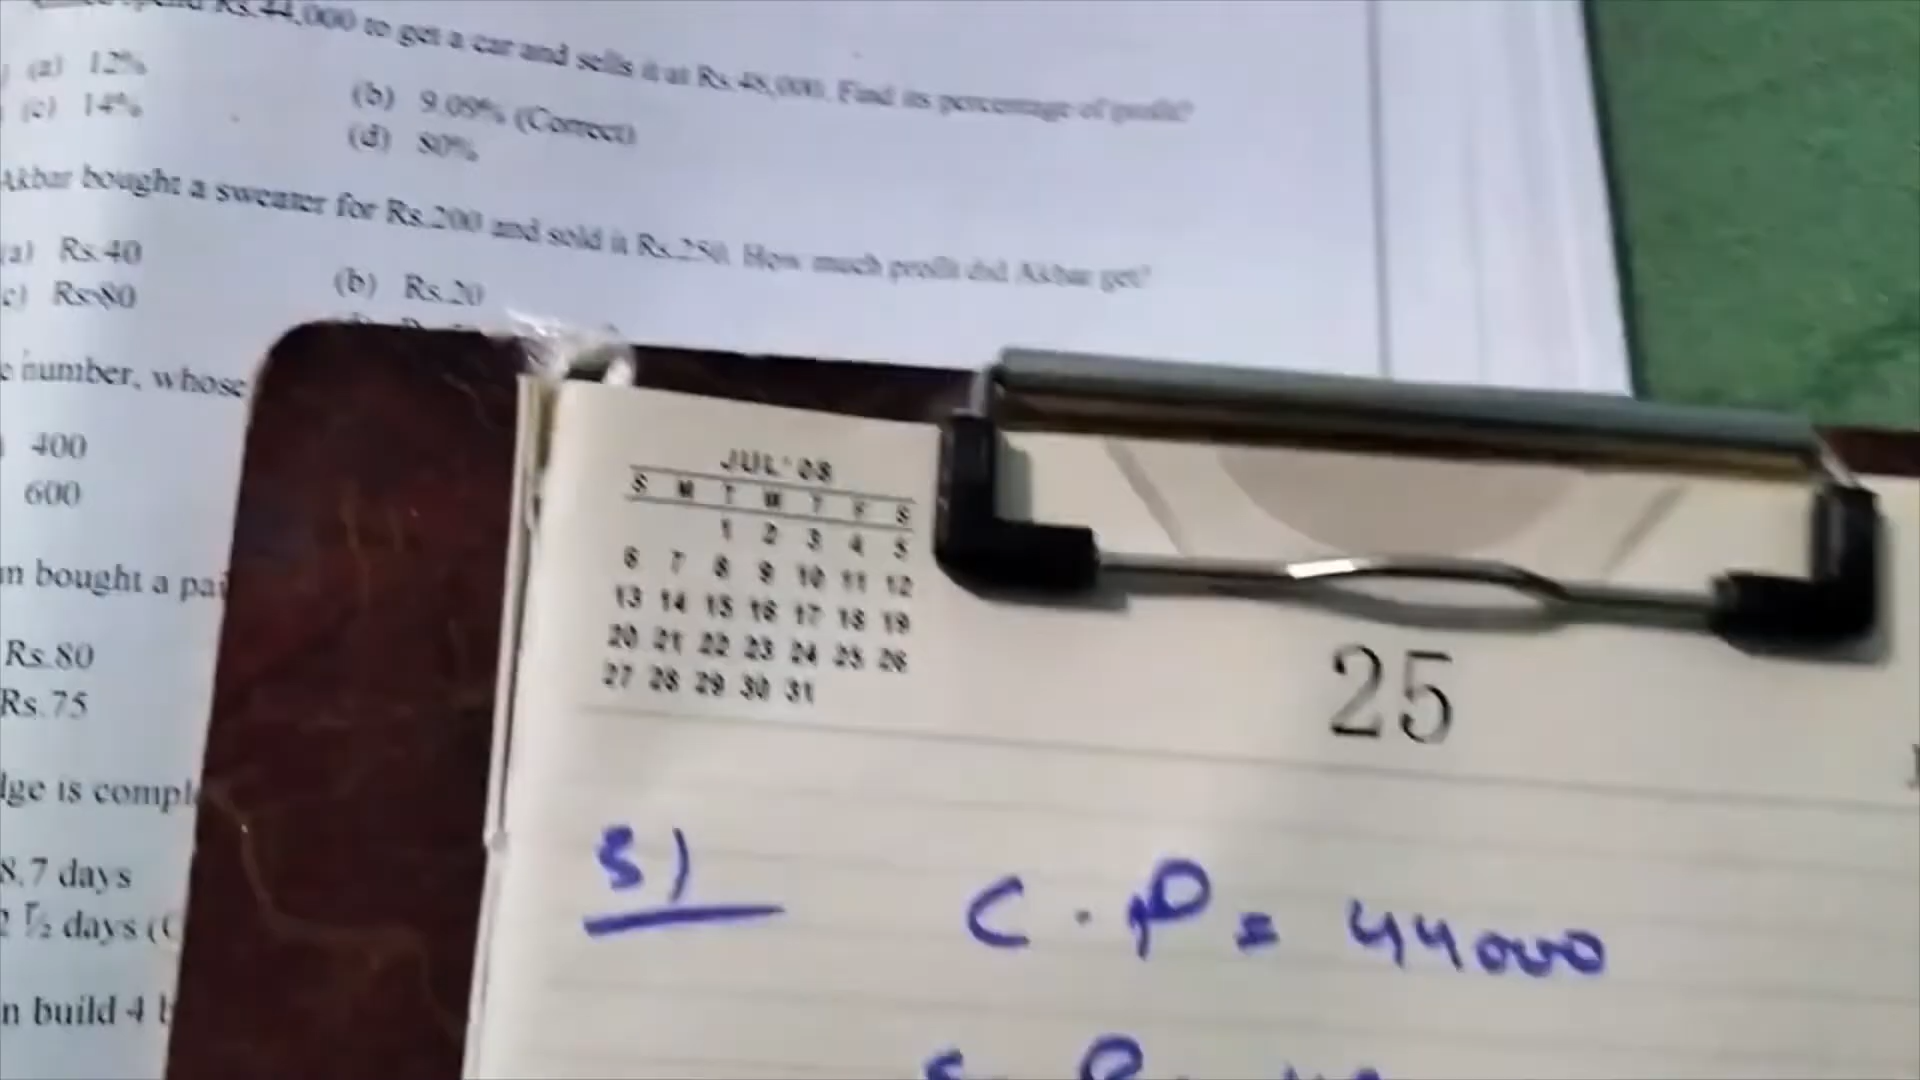 Rs.44,000 to get a car and sells it at Rs.48,000. Find its percentage of profit?
(a) 12%
(b) 9.09% (Correct)
(c) 14%
(d) 80%
Akbar bought a sweater for Rs.200 and sold it Rs.250. How much profit did Akbar get?
(a) Rs.40
(b) Rs.20
c) Rs.80
number, whose
400
600
bought a
Rs.80
Rs.75
is
8.7 days
2 ½ days
build 4
JUL' 08
S M T W T F S
1 2 3 4 5
6 7 8 9 10 11 12
13 14 15 16 17 18 19
20 21 22 23 24 25 26
27 28 29 30 31
25
5)
C.P = 44000